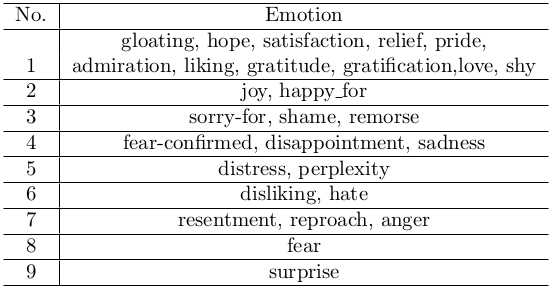 No. Emotion
gloating, hope, satisfaction, relief, pride,
1 admiration, liking, gratitude, gratification,love, shy
2 joy, happy_for
3 sorry-for, shame, remorse
4 fear-confirmed, disappointment, sadness
5 distress, perplexity
6 disliking, hate
7 resentment, reproach, anger
8 fear
9 surprise